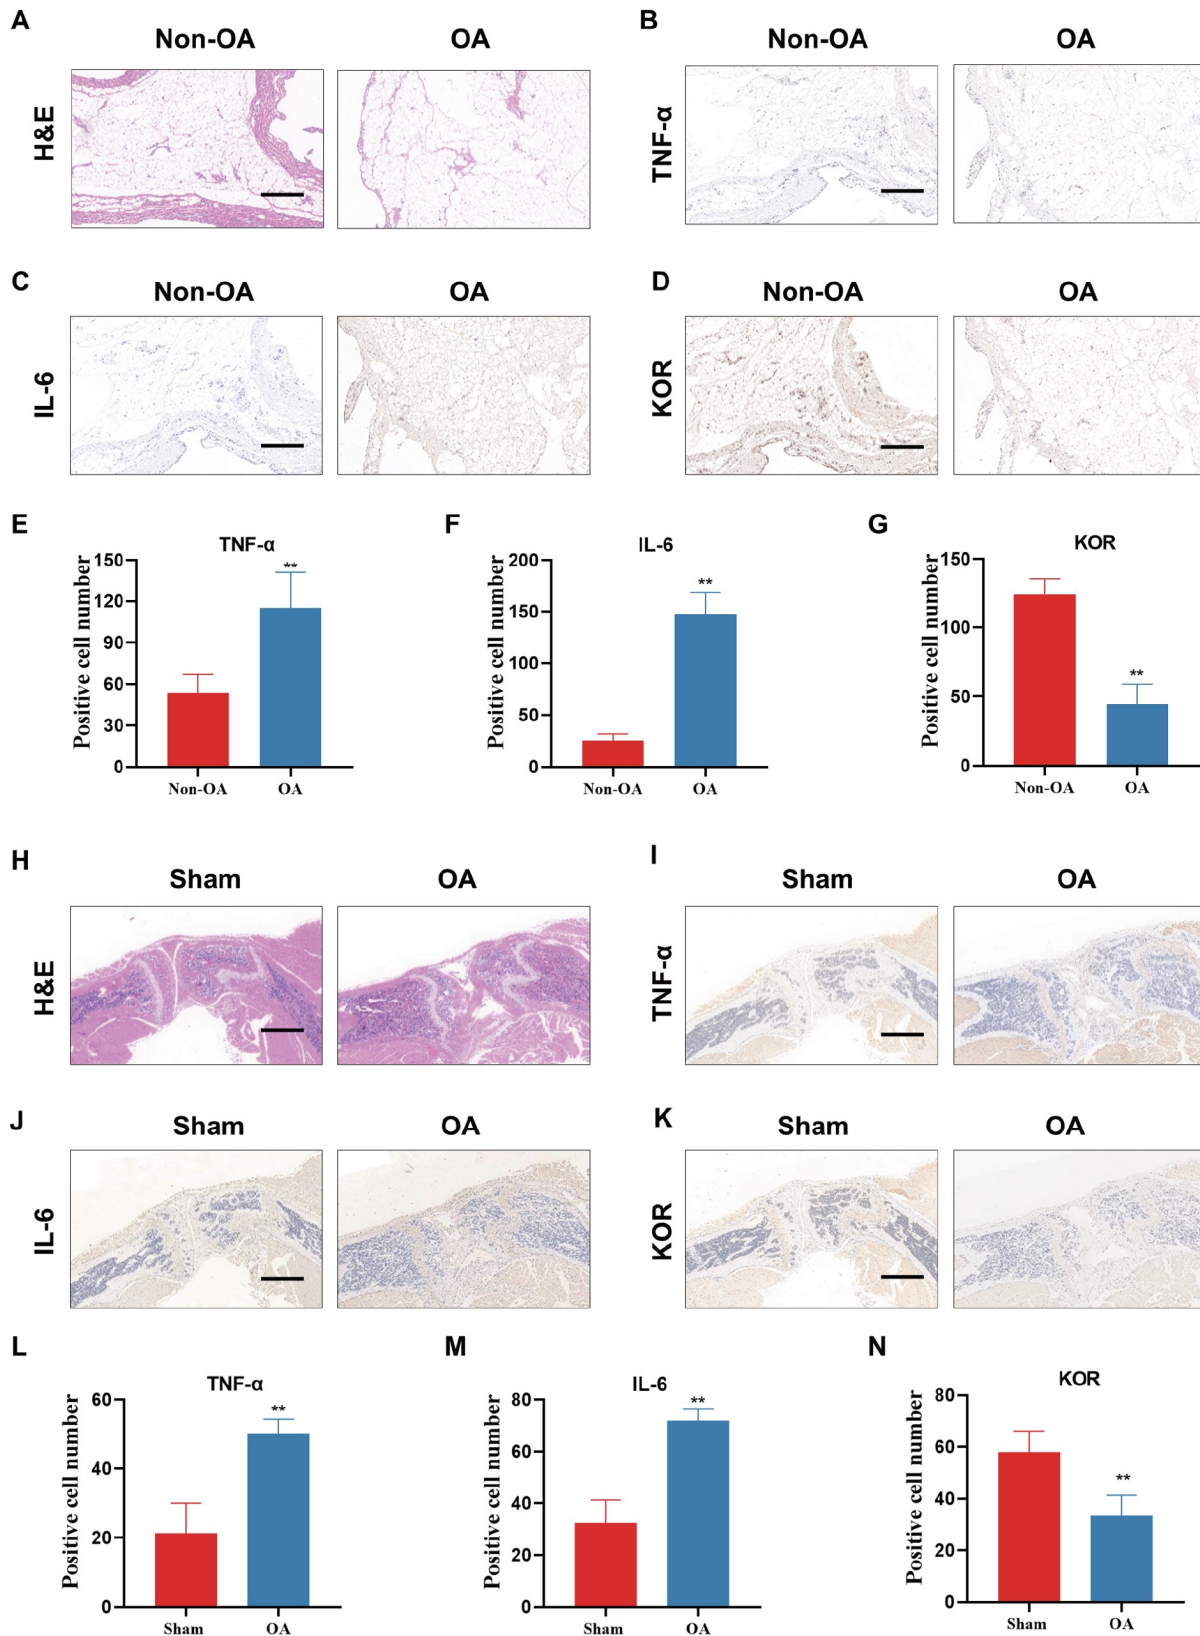 A
Non-OA
OA
H&E
B
Non-OA
OA
TNF-α
C
Non-OA
OA
IL-6
D
Non-OA
OA
KOR
E
TNF-α
Positive cell number
150
120
90
60
30
0
**
Non-OA
OA
F
IL-6
Positive cell number
200
150
100
50
0
**
Non-OA
OA
G
KOR
Positive cell number
150
100
50
0
**
Non-OA
OA
H
Sham
OA
H&E
I
Sham
OA
TNF-α
J
Sham
OA
IL-6
K
Sham
OA
KOR
L
TNF-α
Positive cell number
60
40
20
0
**
Sham
OA
M
IL-6
Positive cell number
80
60
40
20
0
**
Sham
OA
N
KOR
Positive cell number
80
60
40
20
0
**
Sham
OA